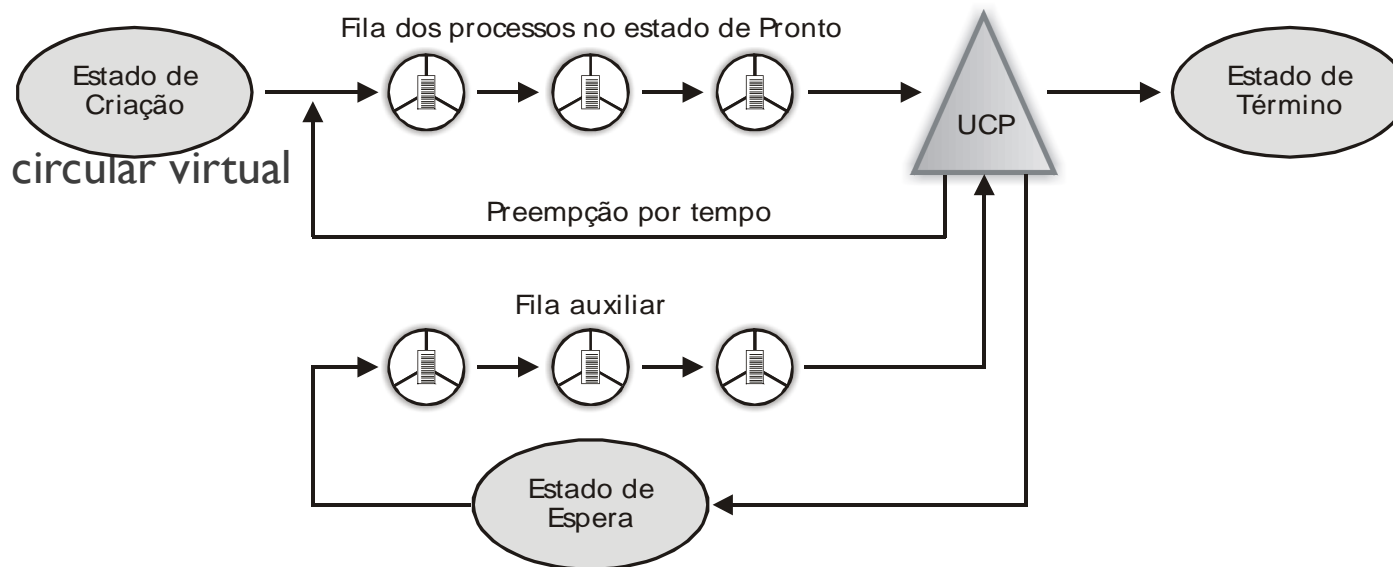 Fila dos processos no estado de Pronto
Estado de
Criação
UCP
Estado de
Término
circular virtual
Preempção por tempo
Fila auxiliar
Estado de
Espera